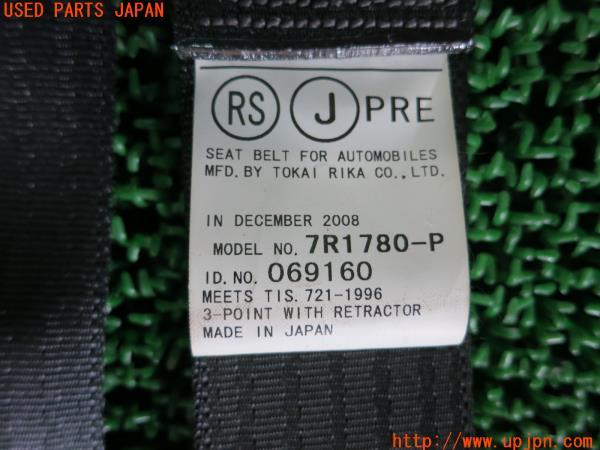 USED PARTS JAPAN
RS J PRE
SEAT BELT FOR AUTOMOBILES
MFD. BY TOKAI RIKA CO., LTD.
IN DECEMBER 2008
MODEL NO. 7R1780-P
ID. NO. 069160
MEETS TIS. 721-1996
3-POINT WITH RETRACTOR
MADE IN JAPAN
http://www.upjpn.com/